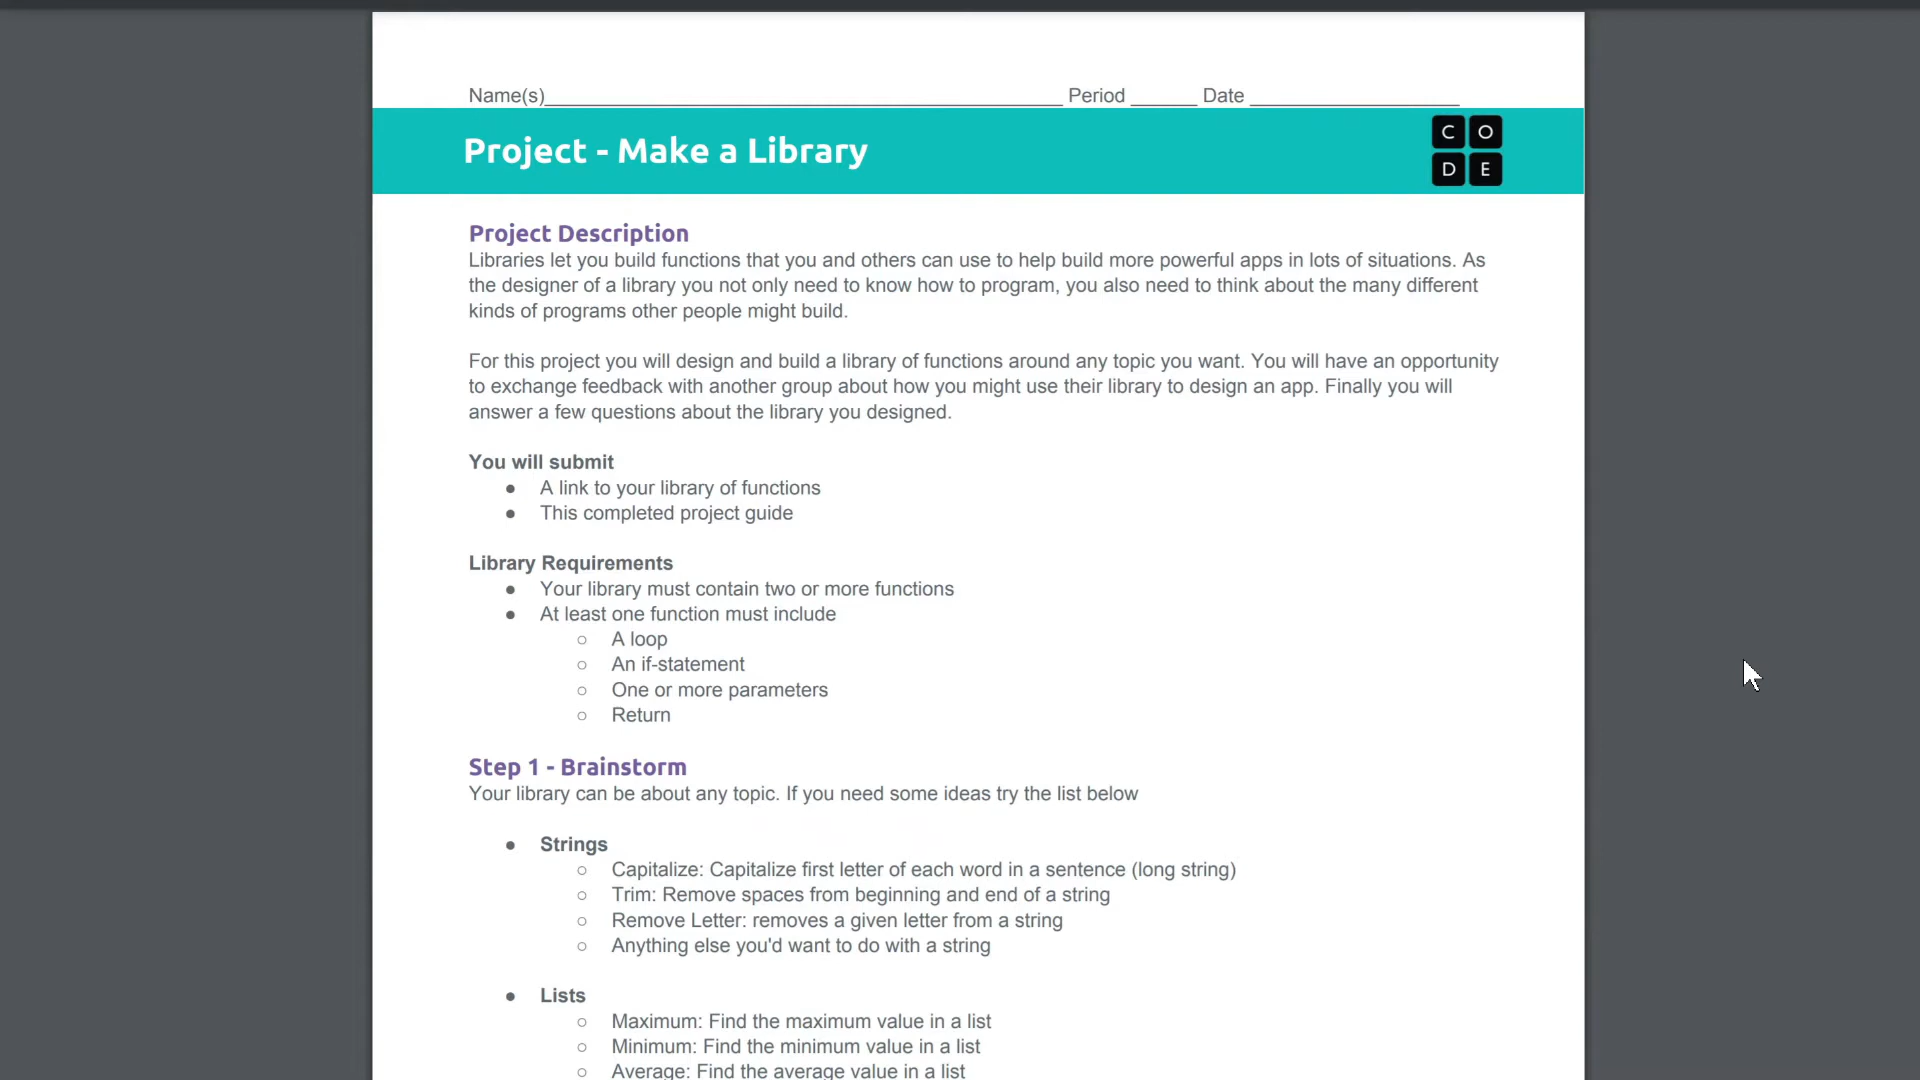 Name(s)_______________________________________________ Period ______ Date ___________________
Project - Make a Library
C O
D E
Project Description
Libraries let you build functions that you and others can use to help build more powerful apps in lots of situations. As
the designer of a library you not only need to know how to program, you also need to think about the many different
kinds of programs other people might build.
For this project you will design and build a library of functions around any topic you want. You will have an opportunity
to exchange feedback with another group about how you might use their library to design an app. Finally you will
answer a few questions about the library you designed.
You will submit
● A link to your library of functions
● This completed project guide
Library Requirements
● Your library must contain two or more functions
● At least one function must include
○ A loop
○ An if-statement
○ One or more parameters
○ Return
Step 1 - Brainstorm
Your library can be about any topic. If you need some ideas try the list below
● Strings
○ Capitalize: Capitalize first letter of each word in a sentence (long string)
○ Trim: Remove spaces from beginning and end of a string
○ Remove Letter: removes a given letter from a string
○ Anything else you'd want to do with a string
● Lists
○ Maximum: Find the maximum value in a list
○ Minimum: Find the minimum value in a list
○ Average: Find the average value in a list